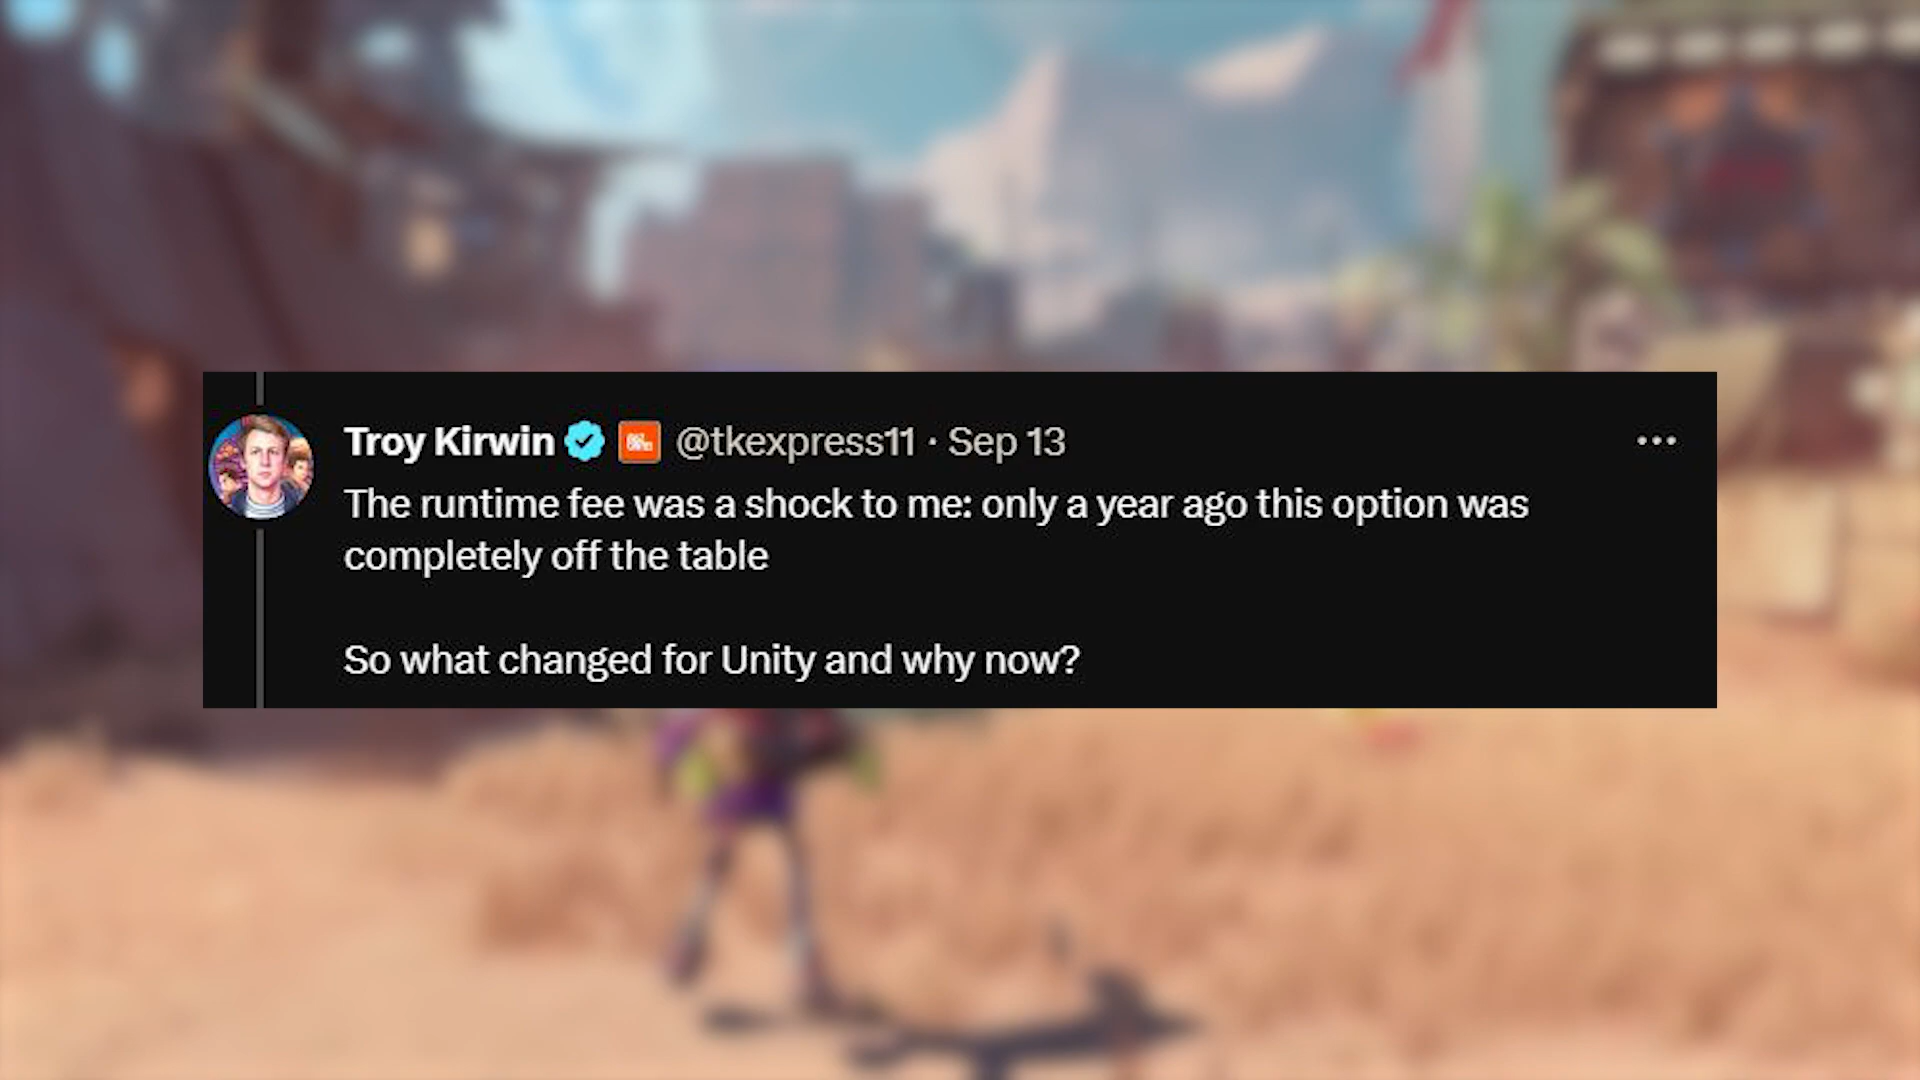 Troy Kirwin @tkexpress11 · Sep 13
The runtime fee was a shock to me: only a year ago this option was
completely off the table
So what changed for Unity and why now?